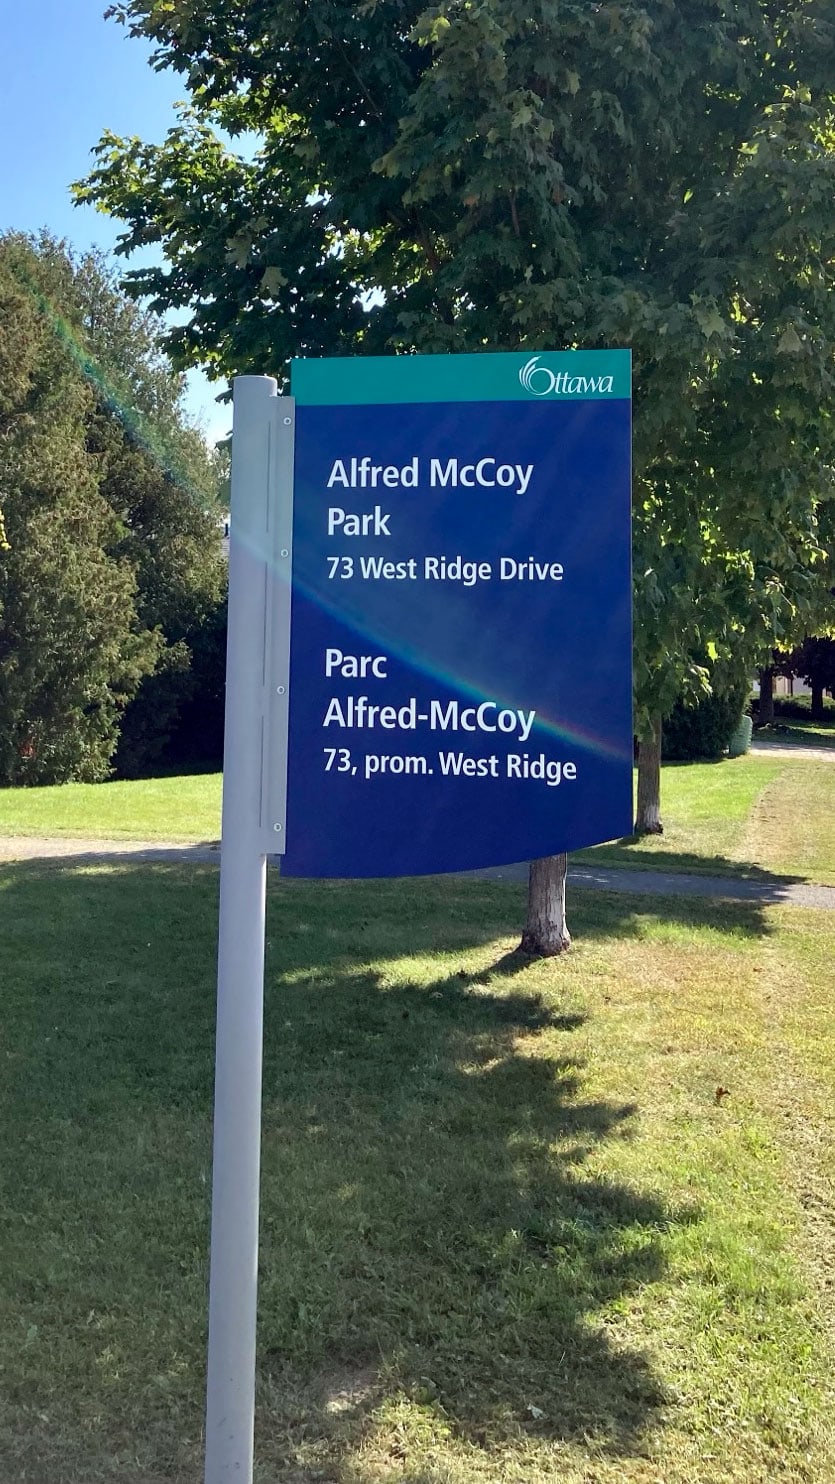 Ottawa
Alfred McCoy
Park
73 West Ridge Drive
Parc
Alfred-McCoy
73, prom. West Ridge